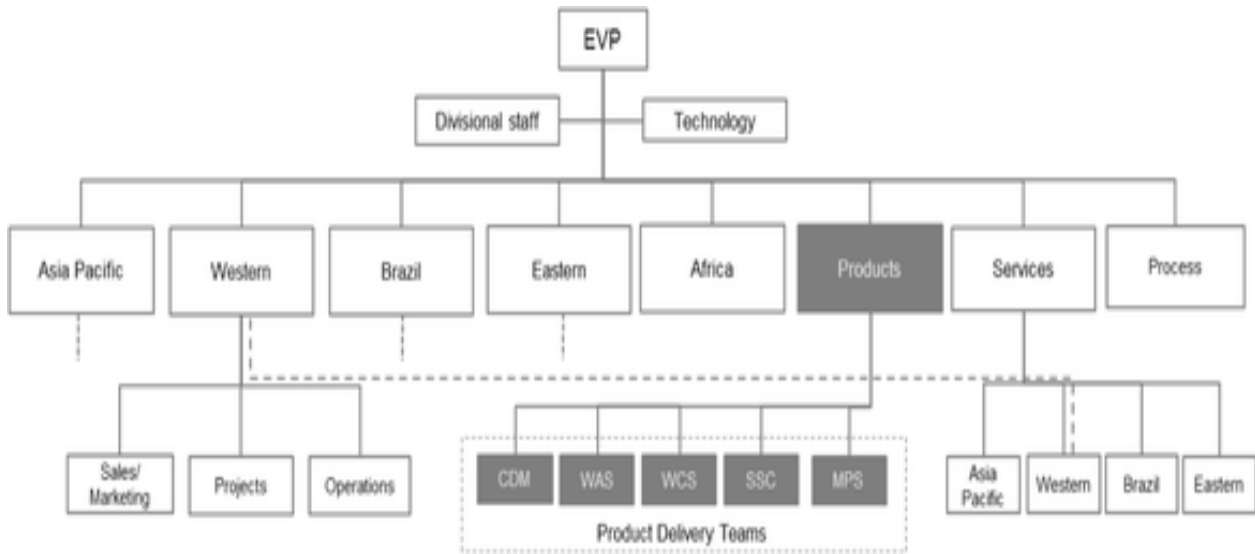 EVP
Divisional staff
Technology
Asia Pacific
Western
Brazil
Eastern
Africa
Products
Services
Process
Sales/
Marketing
Projects
Operations
CDM
WAS
WCS
SSC
MPS
Product Delivery Teams
Asia
Pacific
Western
Brazil
Eastern